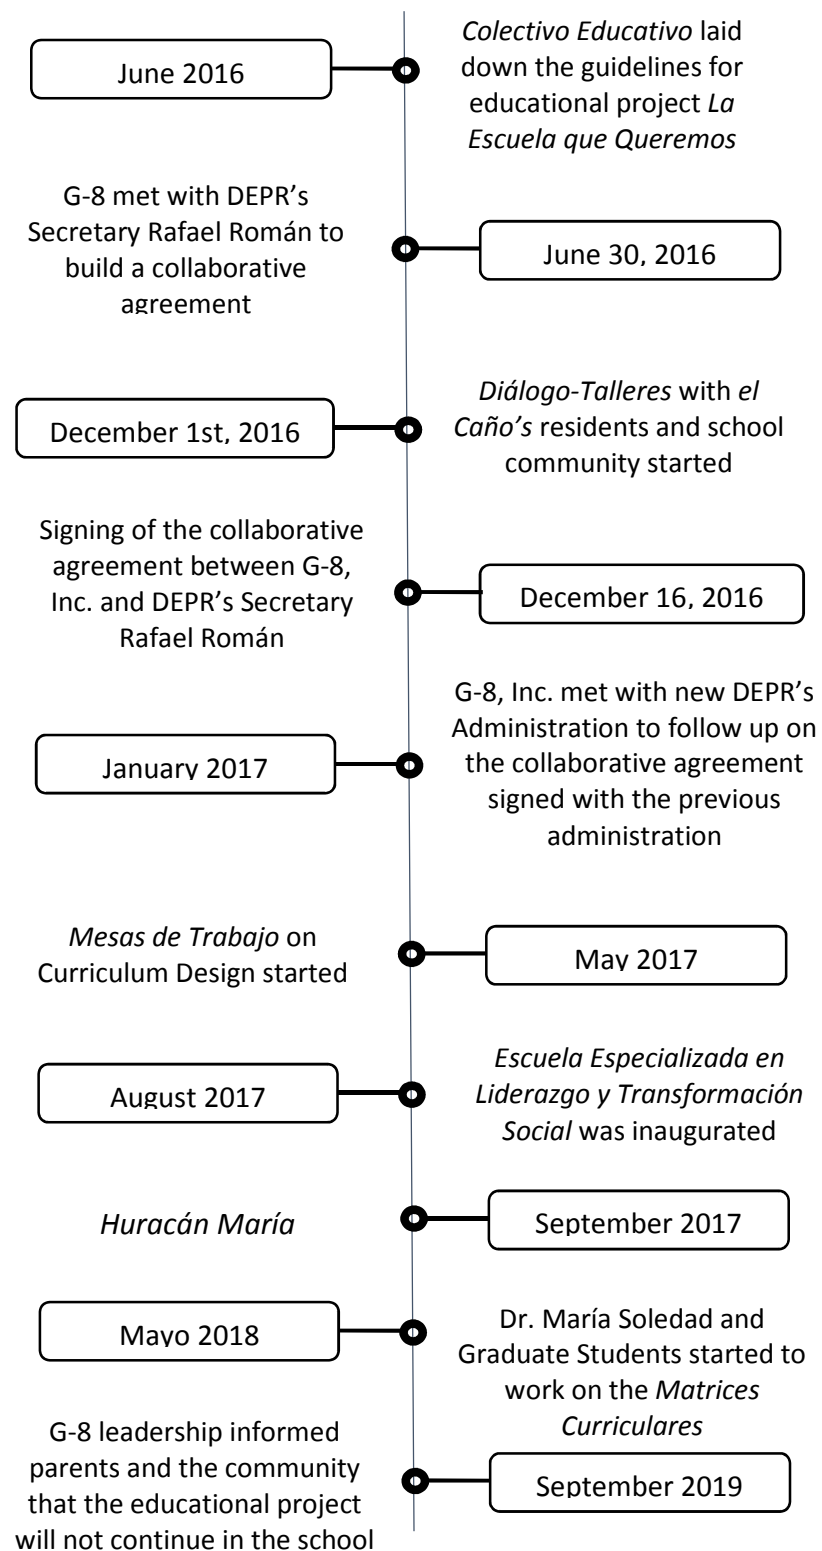 June 2016
Colectivo Educativo laid
down the guidelines for
educational project La
Escuela que Queremos
G-8 met with DEPR's
Secretary Rafael Román to
build a collaborative
agreement
June 30, 2016
December 1st, 2016
Diálogo-Talleres with el
Caño's residents and school
community started
Signing of the collaborative
agreement between G-8,
Inc. and DEPR's Secretary
Rafael Román
December 16, 2016
January 2017
G-8, Inc. met with new DEPR's
Administration to follow up on
the collaborative agreement
signed with the previous
administration
Mesas de Trabajo on
Curriculum Design started
May 2017
August 2017
Escuela Especializada en
Liderazgo y Transformación
Social was inaugurated
Huracán María
September 2017
Mayo 2018
Dr. María Soledad and
Graduate Students started to
work on the Matrices
Curriculares
G-8 leadership informed
parents and the community
that the educational project
will not continue in the school
September 2019